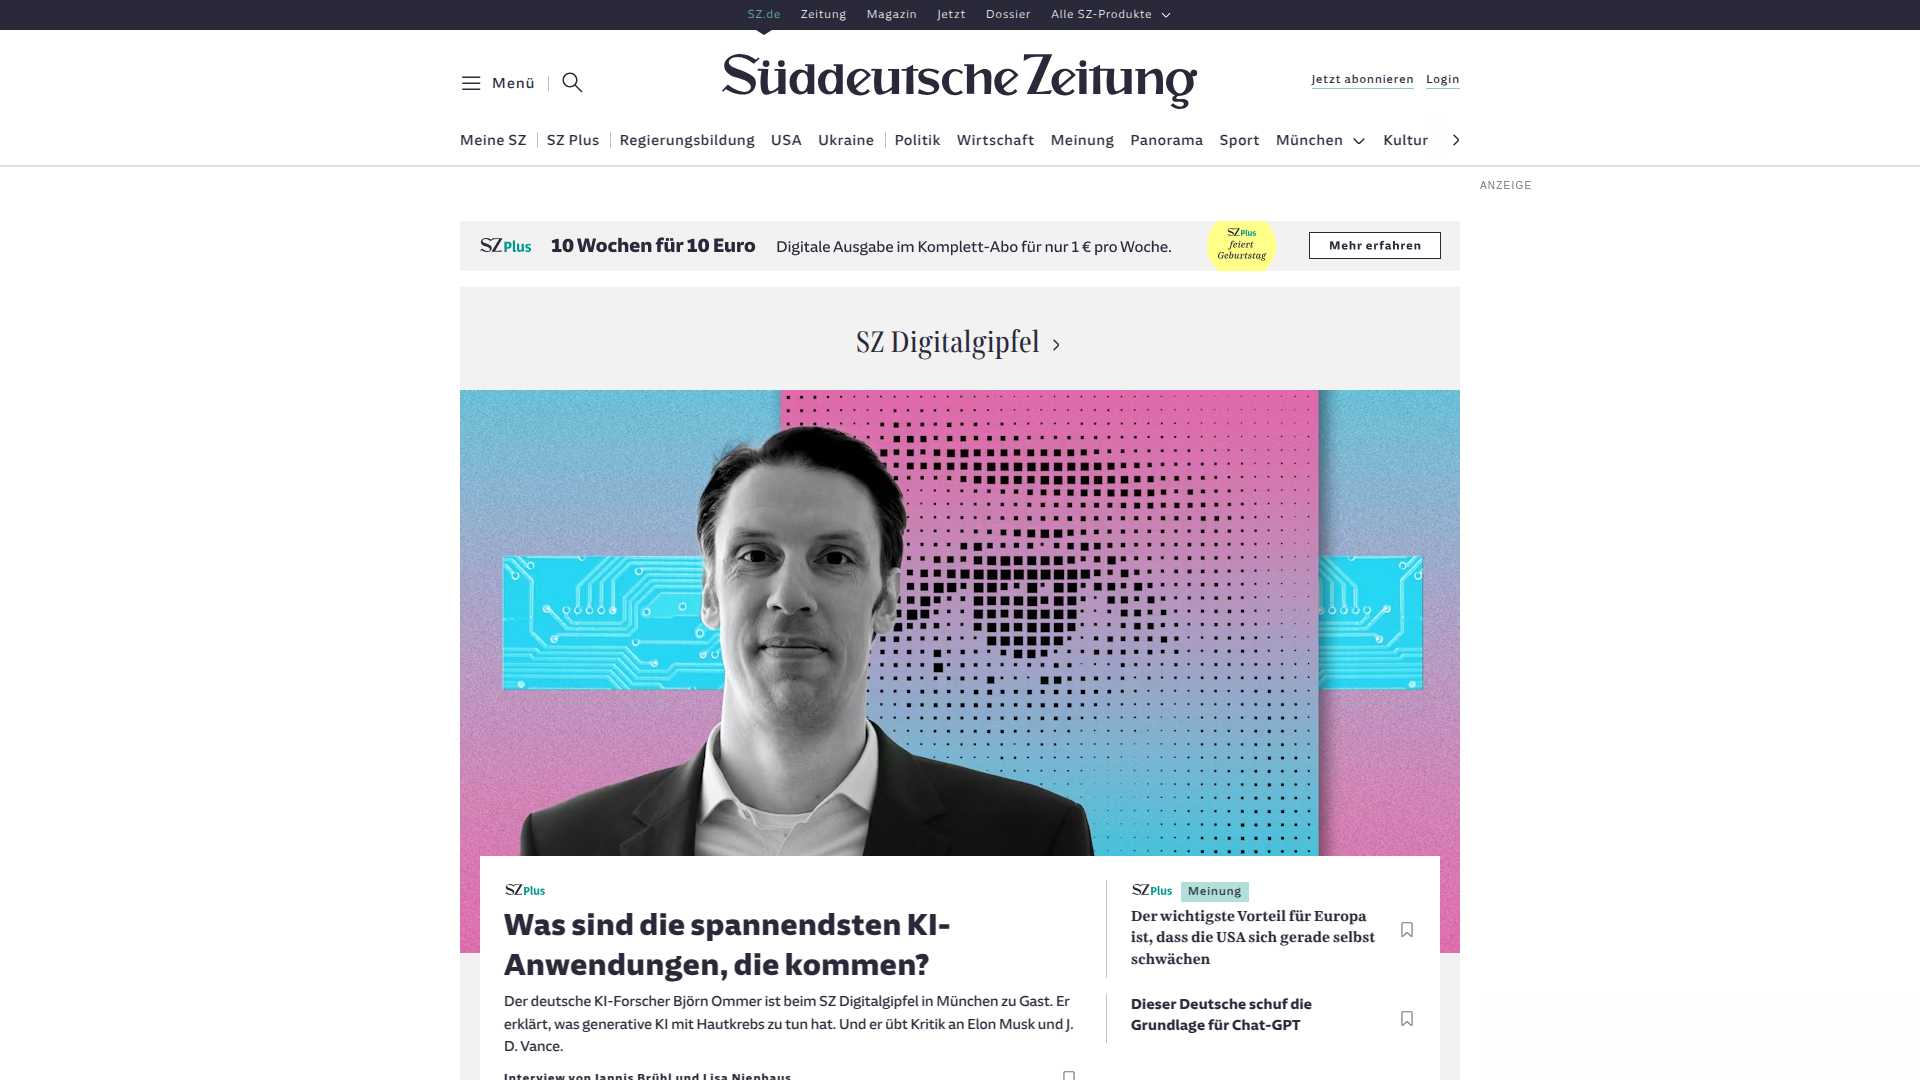 SZ.de Zeitung Magazin Jetzt Dossier Alle SZ-Produkte
Menü
Süddeutsche Zeitung
Jetzt abonnieren Login
Meine SZ SZ Plus Regierungsbildung USA Ukraine Politik Wirtschaft Meinung Panorama Sport München Kultur
ANZEIGE
SZ Plus 10 Wochen für 10 Euro Digitale Ausgabe im Komplett-Abo für nur 1 € pro Woche.
SZ Plus
feiert
Geburtstag
Mehr erfahren
SZ Digitalgipfel
SZ Plus
Was sind die spannendsten KI-
Anwendungen, die kommen?
Der deutsche KI-Forscher Björn Ommer ist beim SZ Digitalgipfel in München zu Gast. Er
erklärt, was generative KI mit Hautkrebs zu tun hat. Und er übt Kritik an Elon Musk und J.
D. Vance.
Interview von Jannis Brühl und Lisa Nienhaus
SZ Plus Meinung
Der wichtigste Vorteil für Europa
ist, dass die USA sich gerade selbst
schwächen
Dieser Deutsche schuf die
Grundlage für Chat-GPT